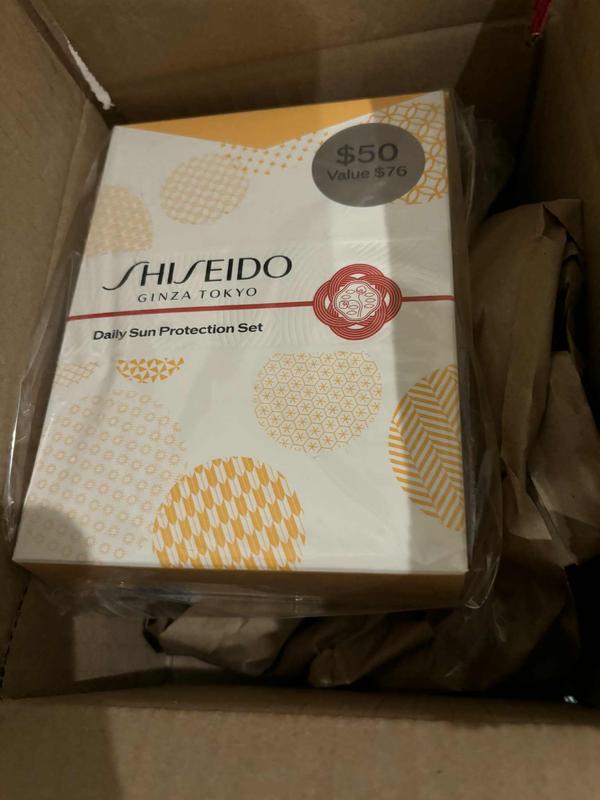 $50
Value $76
SHISEIDO
GINZA TOKYO
Daily Sun Protection Set